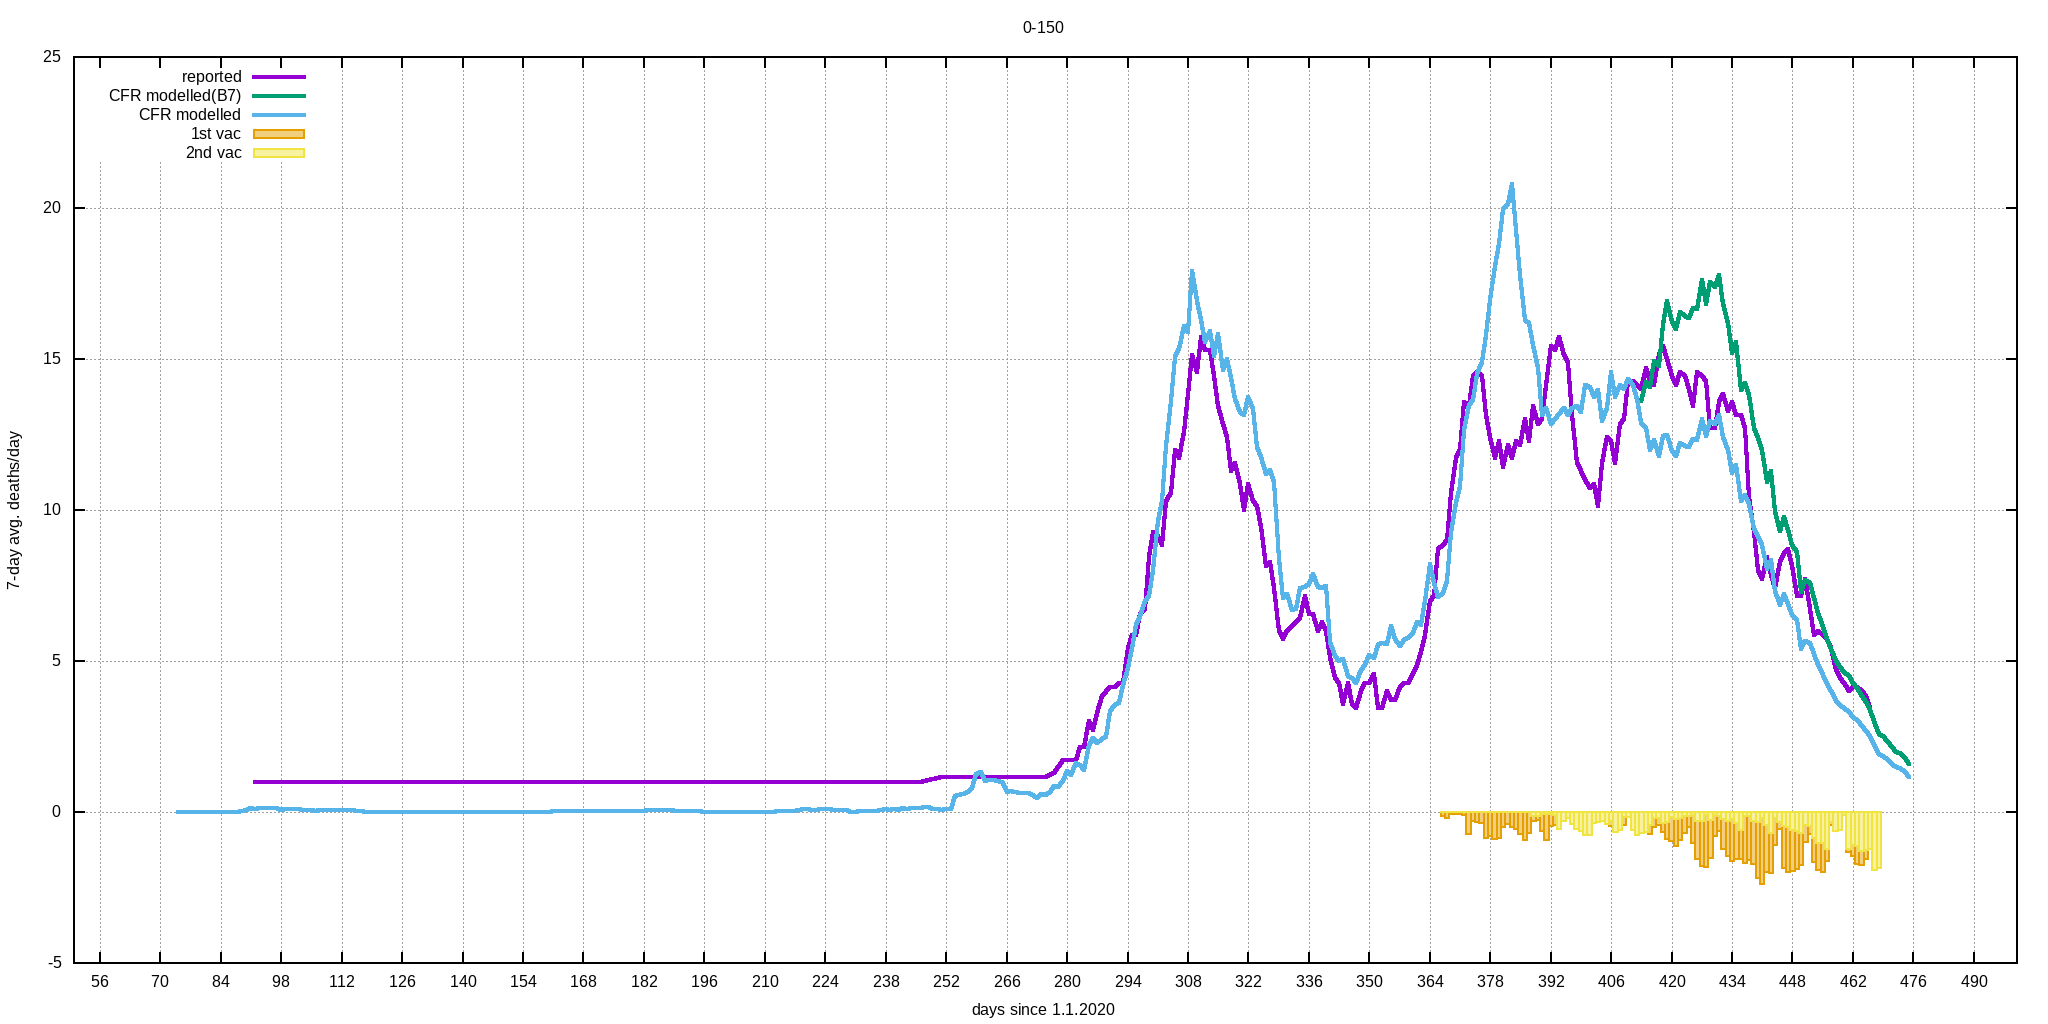 0-150
25
20
15
10
5
0
-5
reported
CFR modelled(B7)
CFR modelled
1st vac
2nd vac
7-day avg. deaths/day
56 70 84 98 112 126 140 154 168 182 196 210 224 238 252 266 280 294 308 322 336 350 364 378 392 406 420 434 448 462 476 490
days since 1.1.2020